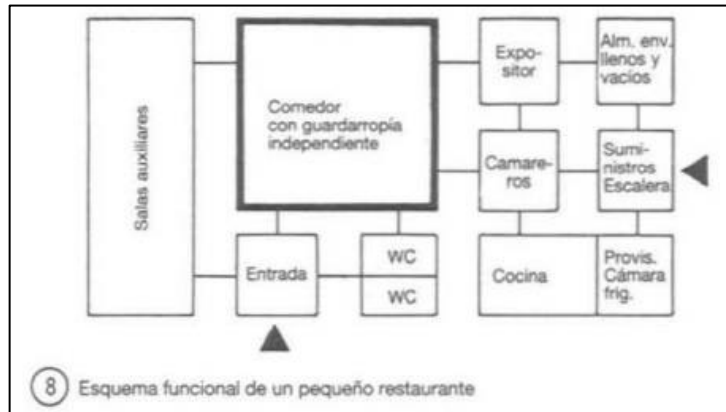 Salas auxiliares
Comedor
con guardarropía
independiente
Expo-
sitor
Alm. env.
llenos y
vacíos
Camare-
ros
Sumi-
nistros
Escalera.
Entrada
WC
WC
Cocina
Provis.
Cámara
frig.
8 Esquema funcional de un pequeño restaurante